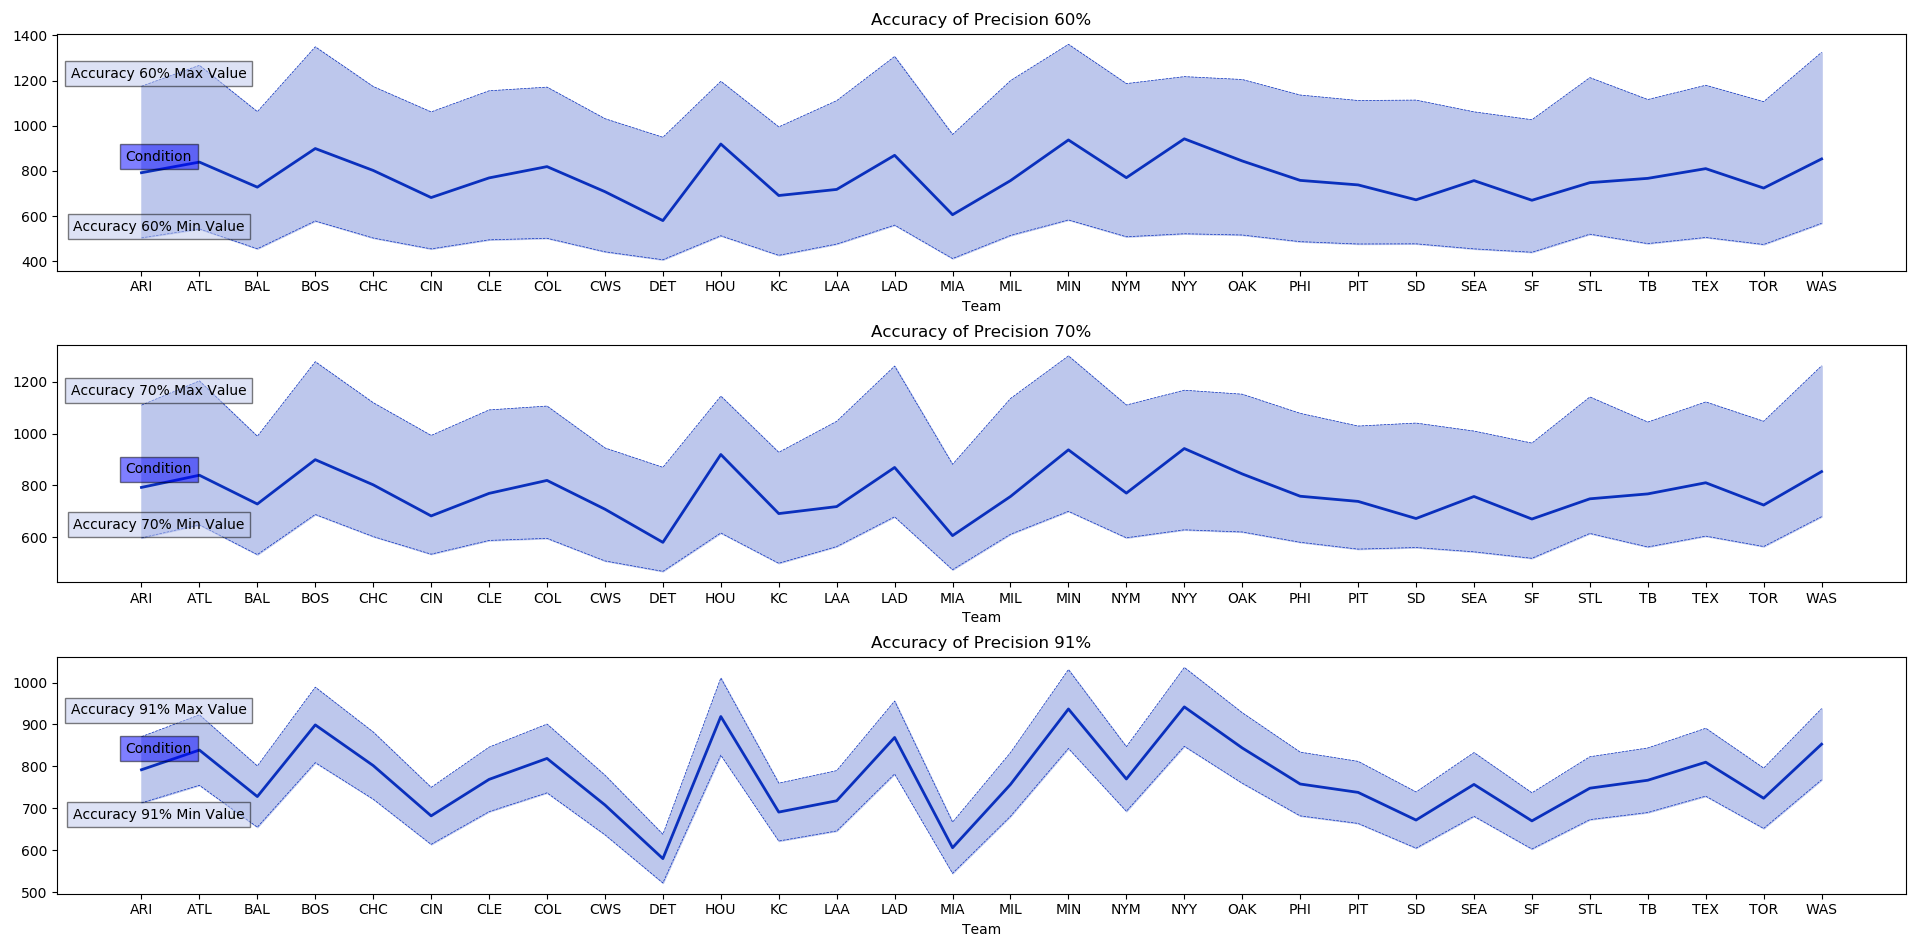 Accuracy of Precision 60%
1400
1200
1000
800
600
400
Accuracy 60% Max Value
Condition
Accuracy 60% Min Value
ARI ATL BAL BOS CHC CIN CLE COL CWS DET HOU KC LAA LAD MIA MIL MIN NYM NYY OAK PHI PIT SD SEA SF STL TB TEX TOR WAS
Team
Accuracy of Precision 70%
1200
1000
800
600
Accuracy 70% Max Value
Condition
Accuracy 70% Min Value
ARI ATL BAL BOS CHC CIN CLE COL CWS DET HOU KC LAA LAD MIA MIL MIN NYM NYY OAK PHI PIT SD SEA SF STL TB TEX TOR WAS
Team
Accuracy of Precision 91%
1000
900
800
700
600
500
Accuracy 91% Max Value
Condition
Accuracy 91% Min Value
ARI ATL BAL BOS CHC CIN CLE COL CWS DET HOU KC LAA LAD MIA MIL MIN NYM NYY OAK PHI PIT SD SEA SF STL TB TEX TOR WAS
Team